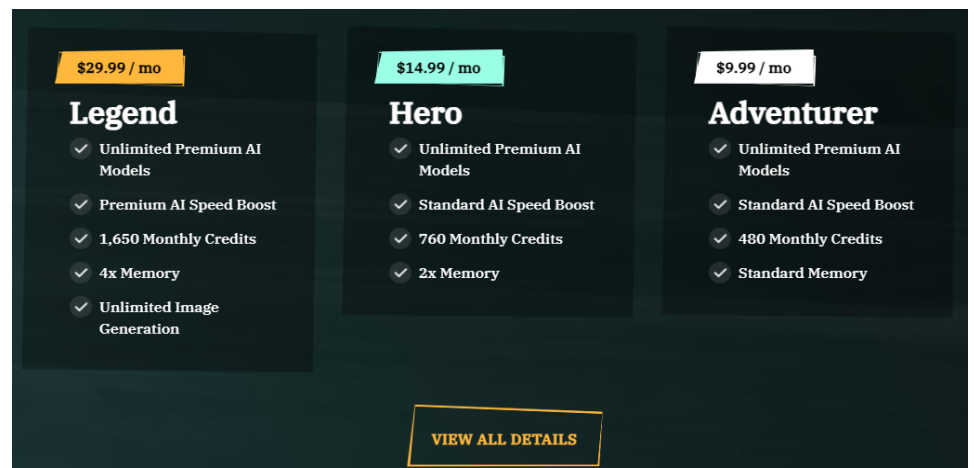 $29.99 / mo
Legend
Unlimited Premium AI
Models
Premium AI Speed Boost
1,650 Monthly Credits
4x Memory
Unlimited Image
Generation
$14.99 / mo
Hero
Unlimited Premium AI
Models
Standard AI Speed Boost
760 Monthly Credits
2x Memory
$9.99 / mo
Adventurer
Unlimited Premium AI
Models
Standard AI Speed Boost
480 Monthly Credits
Standard Memory
VIEW ALL DETAILS